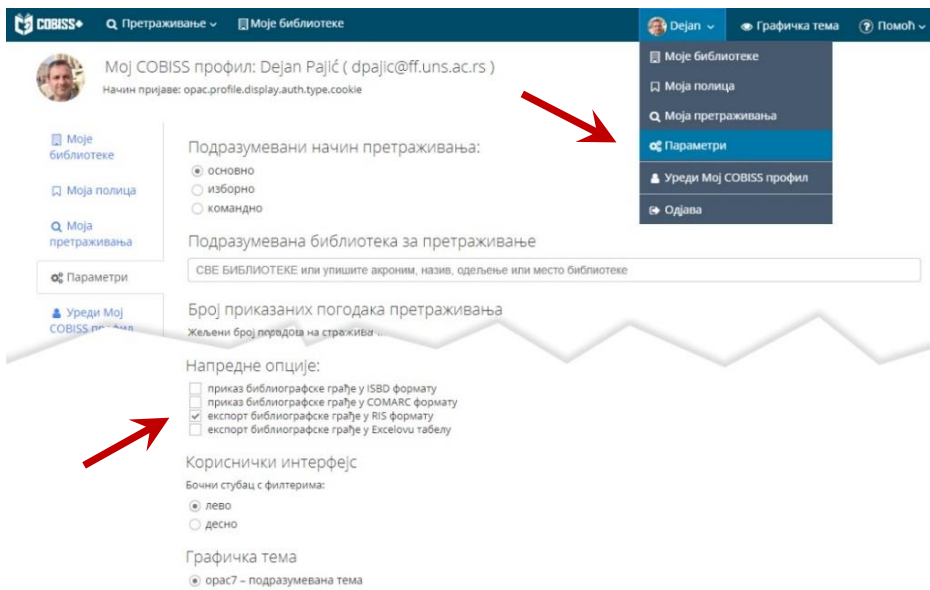 COBISS+ Претраживање Моје библиотеке Dejan Графичка тема Помоћ
Моје библиотеке
Моја полица
Моја претраживања
Параметри
Уреди Мој COBISS профил
Одјава
Мој COBISS профил: Dejan Pajić ( dpajic@ff.uns.ac.rs )
Начин пријаве: opac.profile.display.auth.type.cookie
Моје
библиотеке
Моја полица
Моја
претраживања
Параметри
Уреди Мој
COBISS профил
Подразумевани начин претраживања:
основно
изборно
командно
Подразумевана библиотека за претраживање
СВЕ БИБЛИОТЕКЕ или упишите акроним, назив, одељење или место библиотеке
Број приказаних погодака претраживања
Жељени број
Напредне опције:
приказ библиографске грађе у ISBD формату
приказ библиографске грађе у COMARC формату
експорт библиографске грађе у RIS формату
експорт библиографске грађе у Excelovu табелу
Кориснички интерфејс
Бочни стубац с филтерима:
лево
десно
Графичка тема
opac7 – подразумевана тема